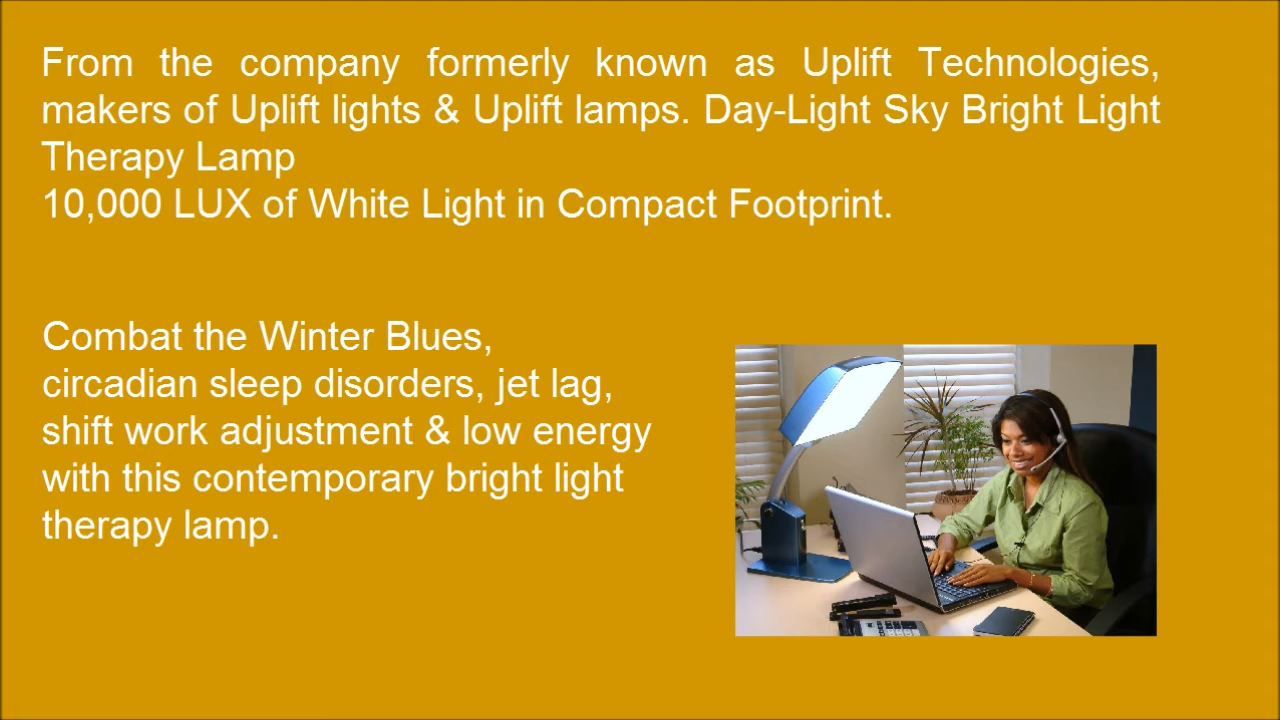 From the company formerly known as Uplift Technologies,
makers of Uplift lights & Uplift lamps. Day-Light Sky Bright Light
Therapy Lamp
10,000 LUX of White Light in Compact Footprint.
Combat the Winter Blues,
circadian sleep disorders, jet lag,
shift work adjustment & low energy
with this contemporary bright light
therapy lamp.